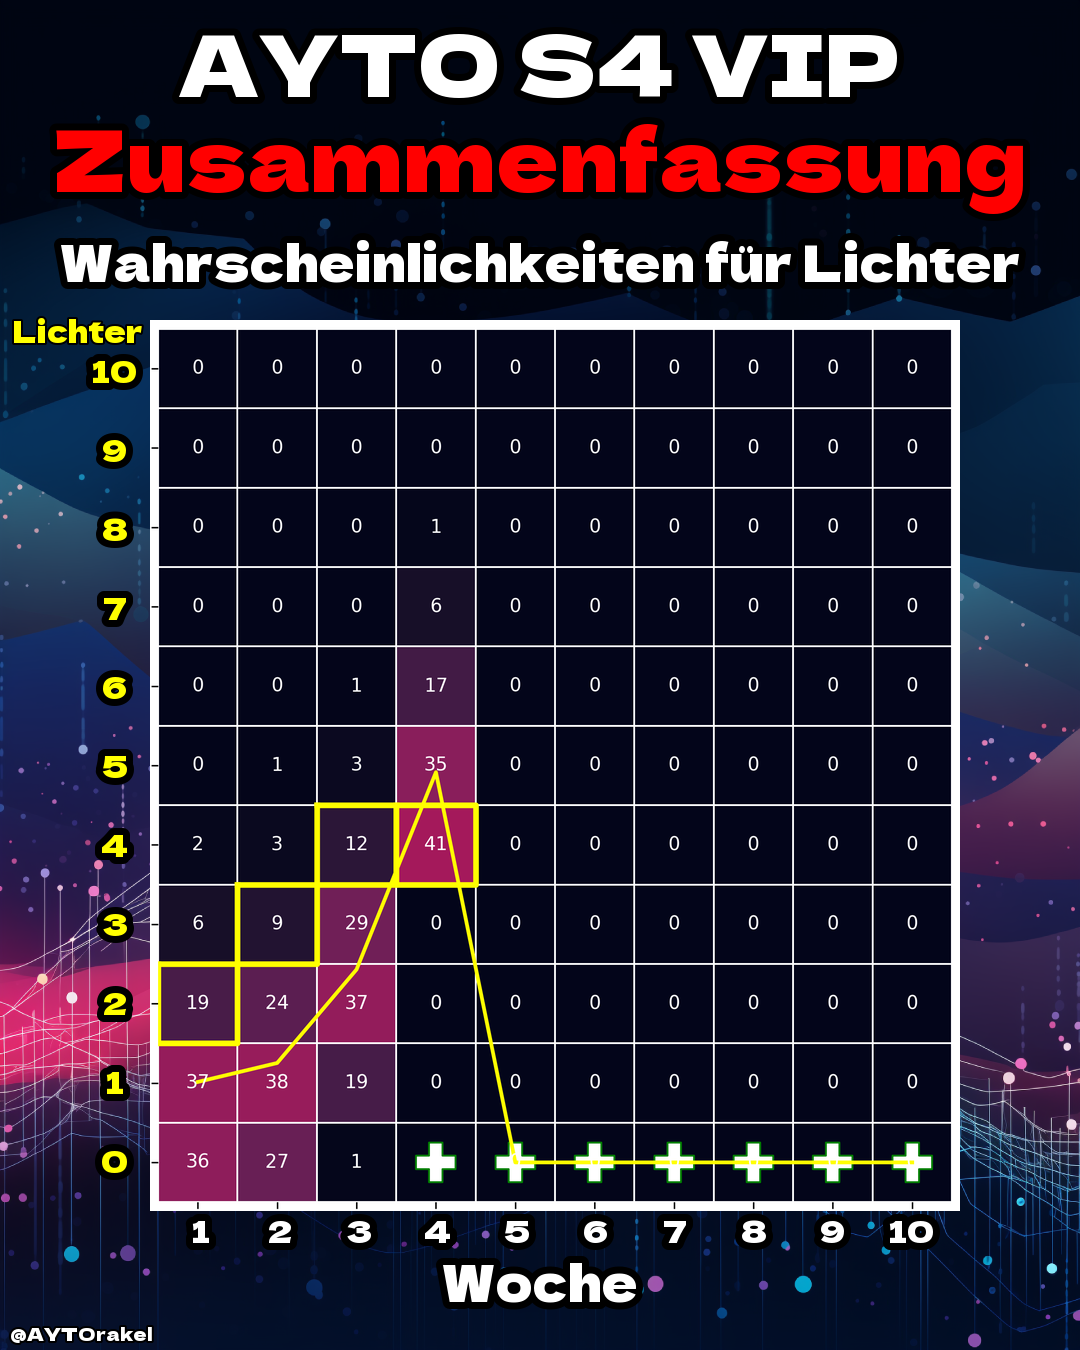 AYTO S4 VIP
Zusammenfassung
Wahrscheinlichkeiten für Lichter
Lichter
10 0 0 0 0 0 0 0 0 0 0
9 0 0 0 0 0 0 0 0 0 0
8 0 0 0 1 0 0 0 0 0 0
7 0 0 0 6 0 0 0 0 0 0
6 0 0 1 17 0 0 0 0 0 0
5 0 1 3 35 0 0 0 0 0 0
4 2 3 12 41 0 0 0 0 0 0
3 6 9 29 0 0 0 0 0 0 0
2 19 24 37 0 0 0 0 0 0 0
1 37 38 19 0 0 0 0 0 0 0
0 36 27 1
1 2 3 4 5 6 7 8 9 10
Woche
@AYTOrakel